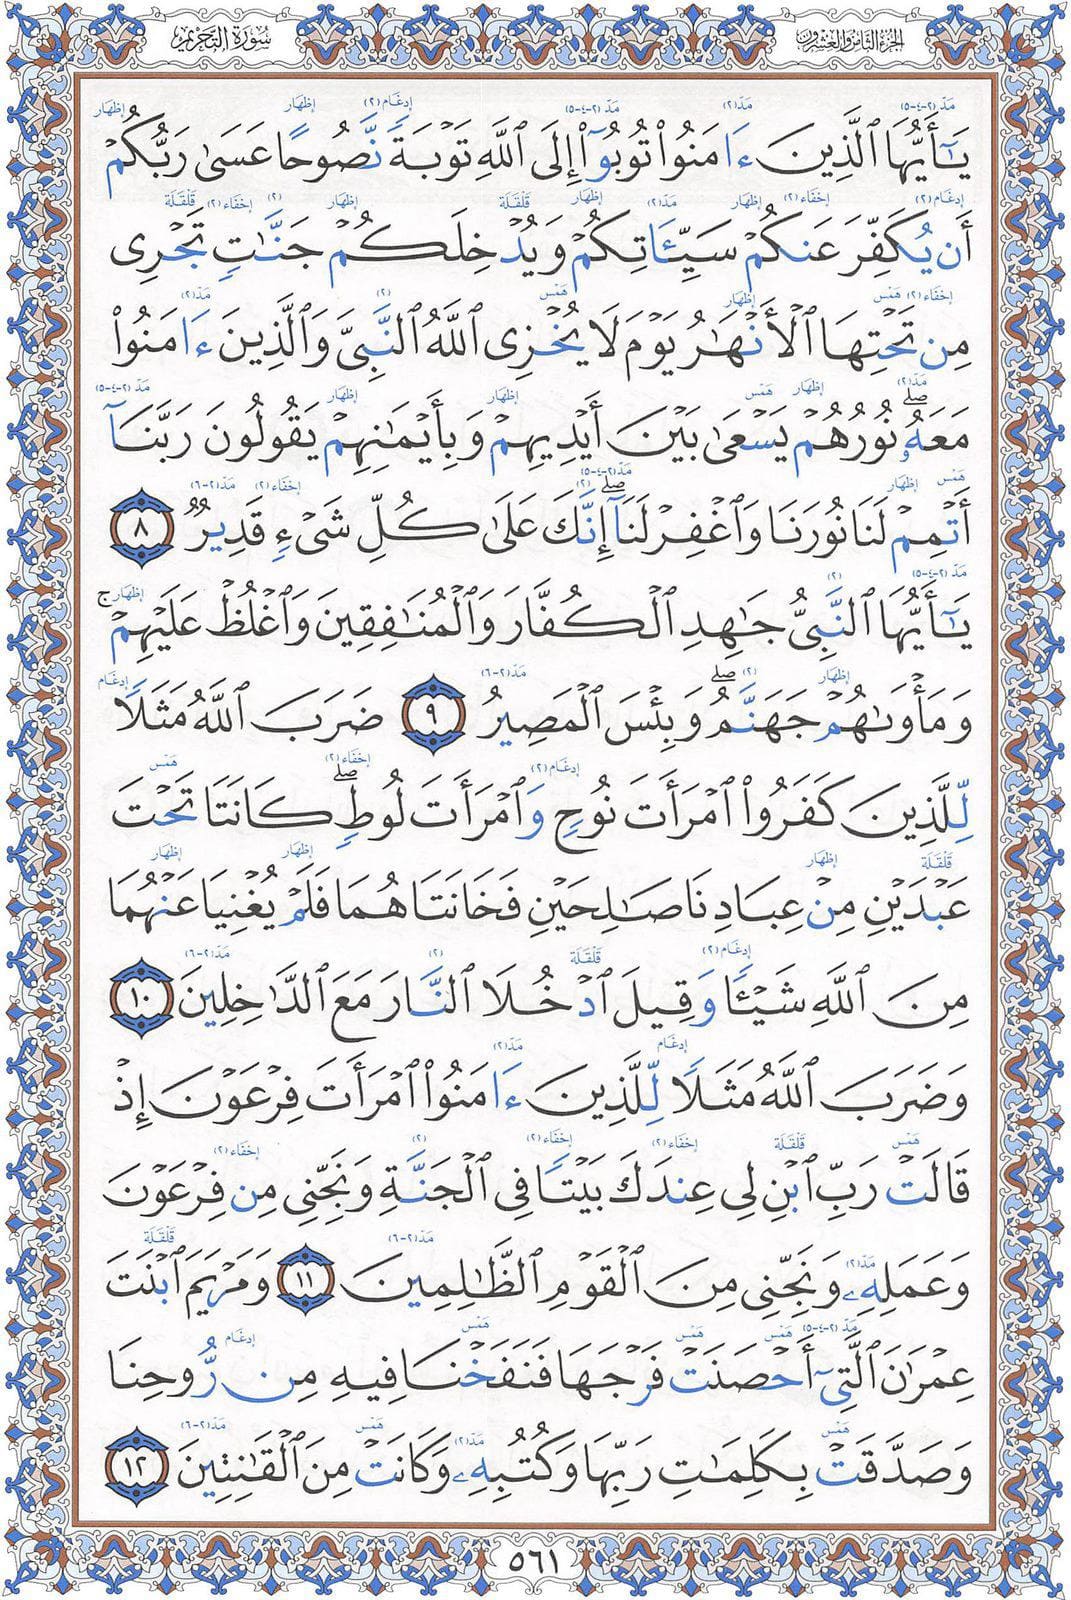 الجزء الثامن والعشرون
سورة التحريم
يَٰٓأَيُّهَا ٱلَّذِينَ ءَامَنُوا۟ تُوبُوٓا۟ إِلَى ٱللَّهِ تَوْبَةً نَّصُوحًا عَسَىٰ رَبُّكُمْ
أَن يُكَفِّرَ عَنكُمْ سَيِّـَٔاتِكُمْ وَيُدْخِلَكُمْ جَنَّٰتٍ تَجْرِى
مِن تَحْتِهَا ٱلْأَنْهَٰرُ يَوْمَ لَا يُخْزِى ٱللَّهُ ٱلنَّبِىَّ وَٱلَّذِينَ ءَامَنُوا۟
مَعَهُۥ ۖ نُورُهُمْ يَسْعَىٰ بَيْنَ أَيْدِيهِمْ وَبِأَيْمَٰنِهِمْ يَقُولُونَ رَبَّنَآ
أَتْمِمْ لَنَا نُورَنَا وَٱغْفِرْ لَنَآ ۖ إِنَّكَ عَلَىٰ كُلِّ شَىْءٍ قَدِيرٌ ٨
يَٰٓأَيُّهَا ٱلنَّبِىُّ جَٰهِدِ ٱلْكُفَّارَ وَٱلْمُنَٰفِقِينَ وَٱغْلُظْ عَلَيْهِمْ ۚ
وَمَأْوَىٰهُمْ جَهَنَّمُ ۖ وَبِئْسَ ٱلْمَصِيرُ ٩ ضَرَبَ ٱللَّهُ مَثَلًا
لِّلَّذِينَ كَفَرُوا۟ ٱمْرَأَتَ نُوحٍ وَٱمْرَأَتَ لُوطٍ ۖ كَانَتَا تَحْتَ
عَبْدَيْنِ مِنْ عِبَادِنَا صَٰلِحَيْنِ فَخَانَتَاهُمَا فَلَمْ يُغْنِيَا عَنْهُمَا
مِنَ ٱللَّهِ شَيْـًٔا وَقِيلَ ٱدْخُلَا ٱلنَّارَ مَعَ ٱلدَّٰخِلِينَ ١٠
وَضَرَبَ ٱللَّهُ مَثَلًا لِّلَّذِينَ ءَامَنُوا۟ ٱمْرَأَتَ فِرْعَوْنَ إِذْ
قَالَتْ رَبِّ ٱبْنِ لِى عِندَكَ بَيْتًا فِى ٱلْجَنَّةِ وَنَجِّنِى مِن فِرْعَوْنَ
وَعَمَلِهِۦ وَنَجِّنِى مِنَ ٱلْقَوْمِ ٱلظَّٰلِمِينَ ١١ وَمَرْيَمَ ٱبْنَتَ
عِمْرَٰنَ ٱلَّتِىٓ أَحْصَنَتْ فَرْجَهَا فَنَفَخْنَا فِيهِ مِن رُّوحِنَا
وَصَدَّقَتْ بِكَلِمَٰتِ رَبِّهَا وَكُتُبِهِۦ وَكَانَتْ مِنَ ٱلْقَٰنِتِينَ ١٢
٥٦١